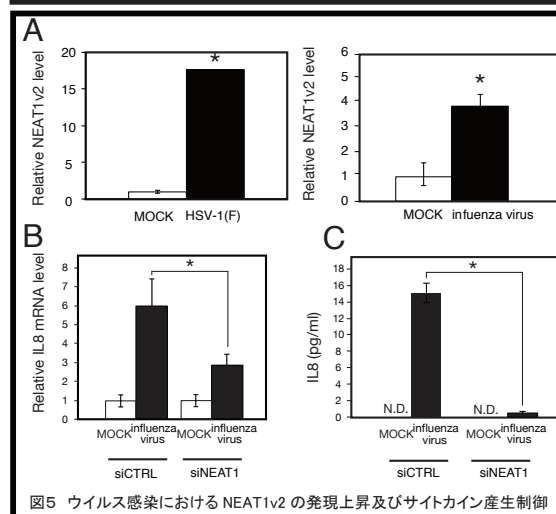 A
Relative NEAT1v2 level
20
15
10
5
0
*
MOCK HSV-1(F)
Relative NEAT1v2 level
6
5
4
3
2
1
0
*
MOCK infuenza virus
B
Relative IL8 mRNA level
8
7
6
5
4
3
2
1
0
*
MOCK influenza virus MOCK influenza virus
siCTRL siNEAT1
C
IL8 (pg/ml)
18
16
14
12
10
8
6
4
2
0
*
N.D. N.D.
MOCK influenza virus MOCK influenza virus
siCTRL siNEAT1
図5 ウイルス感染における NEAT1v2 の発現上昇及びサイトカイン産生制御